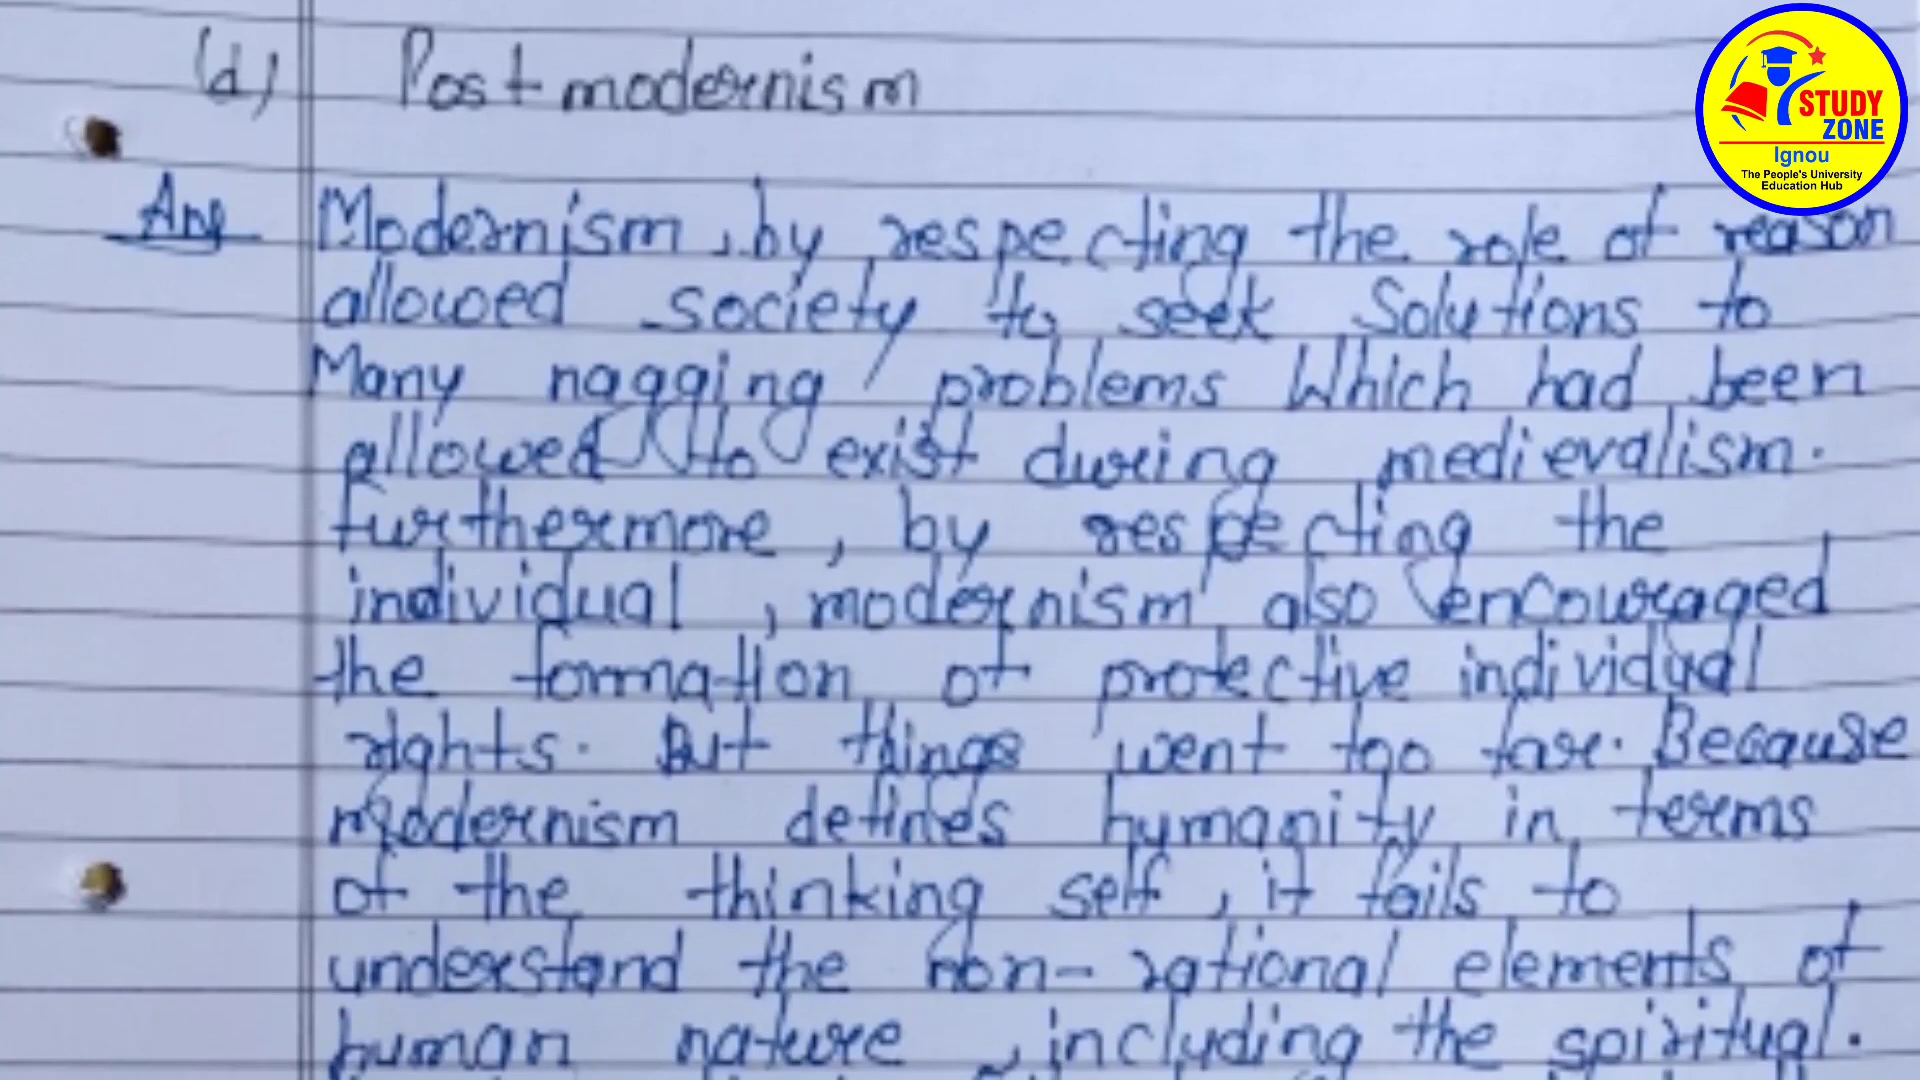 (d) Postmodernism
STUDY
ZONE
Ignou
The People's University
Education Hub
Ans Modernism, by respecting the role of reason
allowed society to seek Solutions to
Many nagging problems Which had been
allowed to exist during medievalism.
furthermore, by respecting the
individual, modernism also encouraged
the formation of protective individual
rights. But things went too far. Because
modernism defines humanity in terms
of the thinking self, it fails to
understand the non-rational elements of
human nature, including the spiritual.